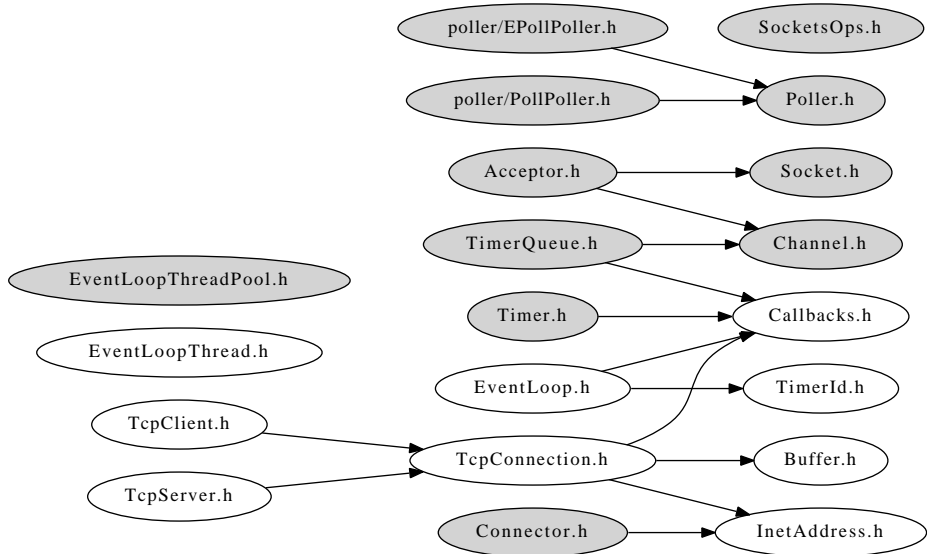 poller/EPollPoller.h
SocketsOps.h
poller/PollPoller.h
Poller.h
Acceptor.h
Socket.h
TimerQueue.h
Channel.h
EventLoopThreadPool.h
Timer.h
Callbacks.h
EventLoopThread.h
EventLoop.h
TimerId.h
TcpClient.h
TcpConnection.h
Buffer.h
TcpServer.h
Connector.h
InetAddress.h